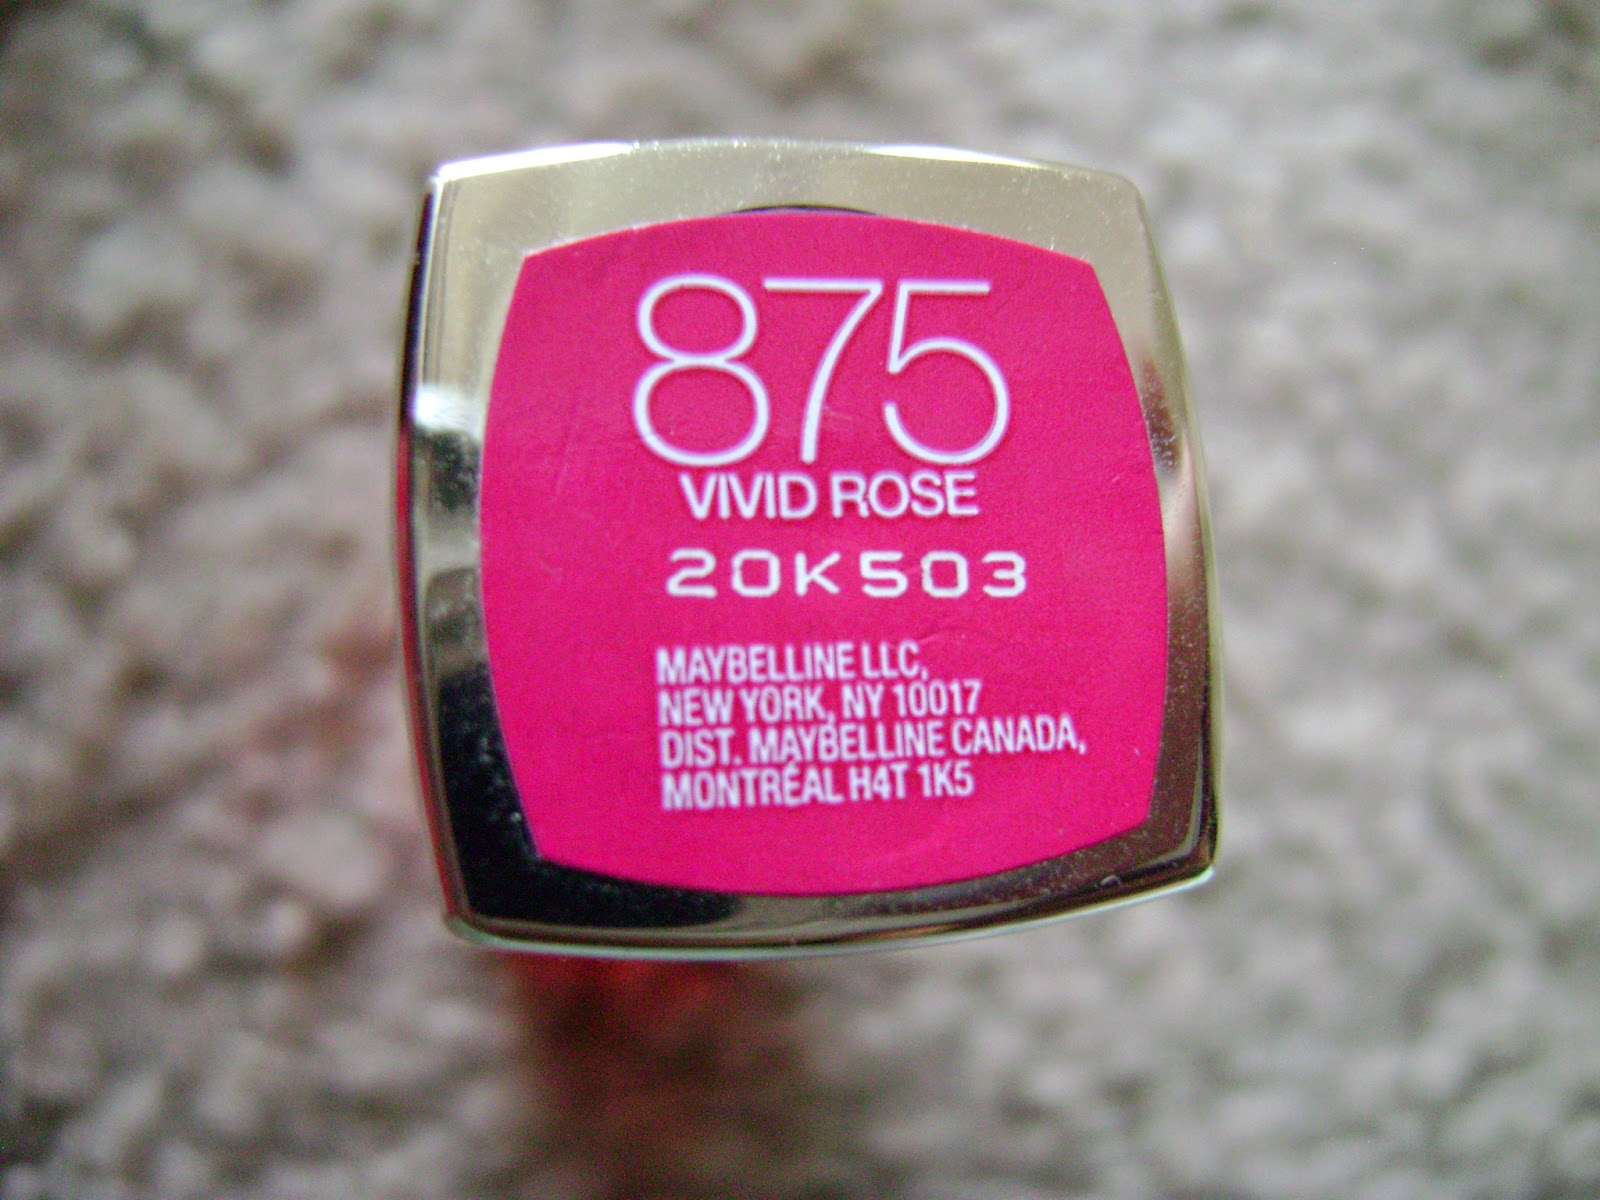 875
VIVID ROSE
20K503
MAYBELLINE LLC,
NEW YORK, NY 10017
DIST. MAYBELLINE CANADA,
MONTRÉAL H4T 1K5